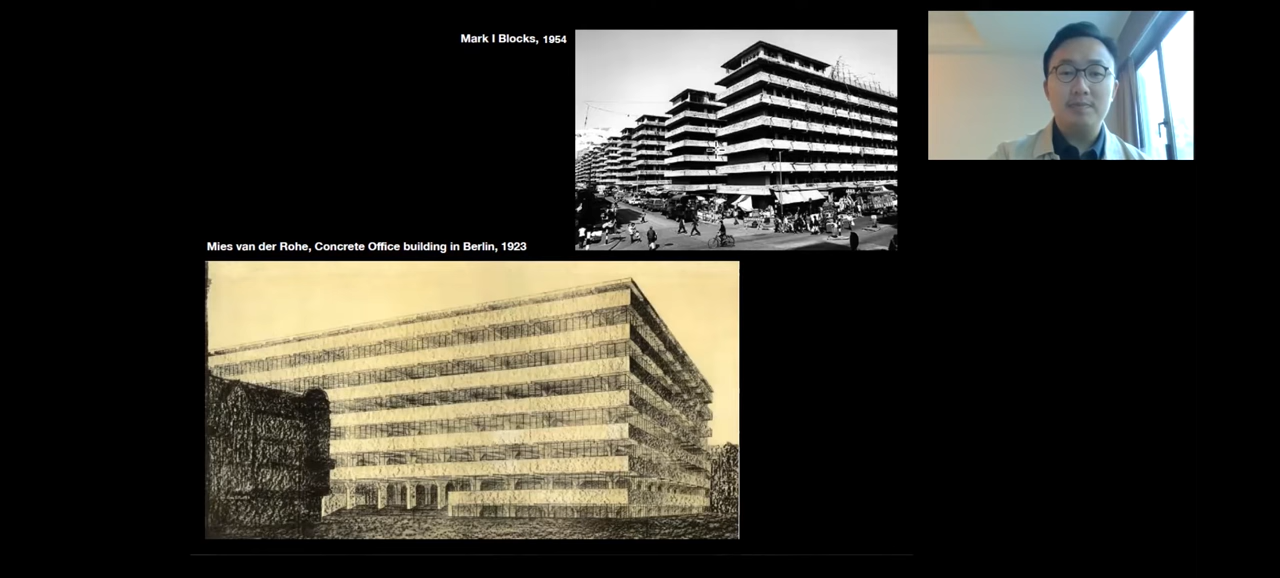 Mark I Blocks, 1954
Mies van der Rohe, Concrete Office building in Berlin, 1923